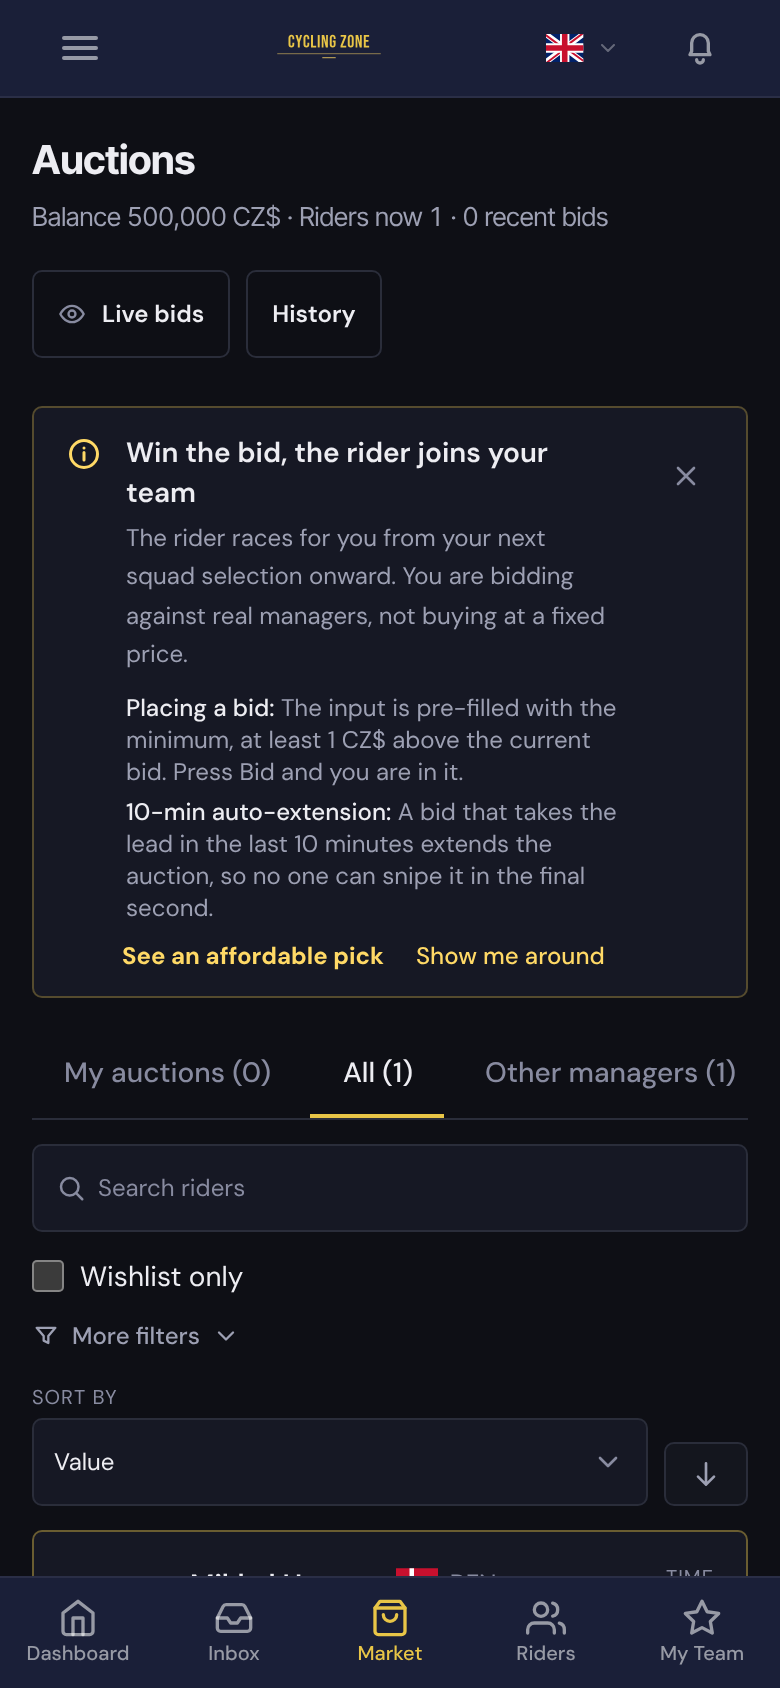 CYCLING ZONE
Auctions
Balance 500,000 CZ$ · Riders now 1 · 0 recent bids
Live bids
History
Win the bid, the rider joins your
team
The rider races for you from your next
squad selection onward. You are bidding
against real managers, not buying at a fixed
price.
Placing a bid: The input is pre-filled with the
minimum, at least 1 CZ$ above the current
bid. Press Bid and you are in it.
10-min auto-extension: A bid that takes the
lead in the last 10 minutes extends the
auction, so no one can snipe it in the final
second.
See an affordable pick Show me around
My auctions (0) All (1) Other managers (1)
Search riders
Wishlist only
More filters
SORT BY
Value
DEN TIME
Dashboard Inbox Market Riders My Team